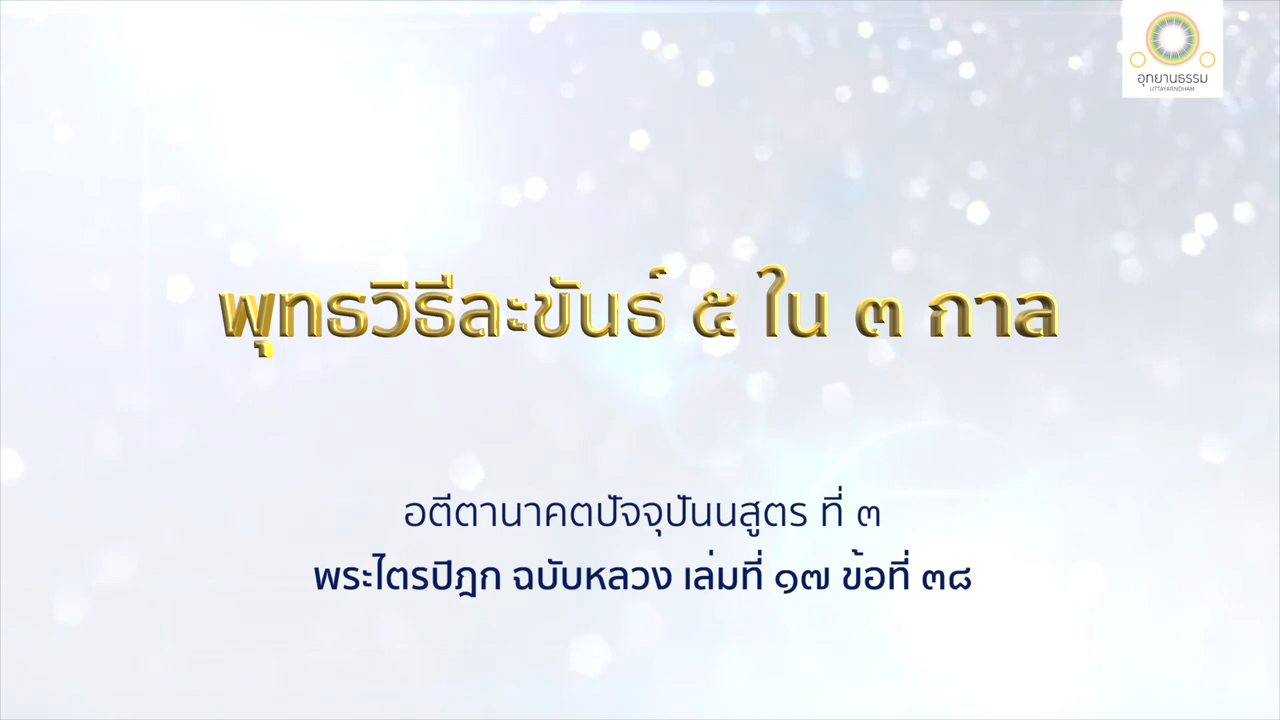 อุทยานธรรม
UTTAYARNDHAM
พุทธวิธีละขันธ์ ๕ ใน ๓ กาล
อตีตานาคตปัจจุปันนสูตร ที่ ๓
พระไตรปิฎก ฉบับหลวง เล่มที่ ๑๗ ข้อที่ ๓๘